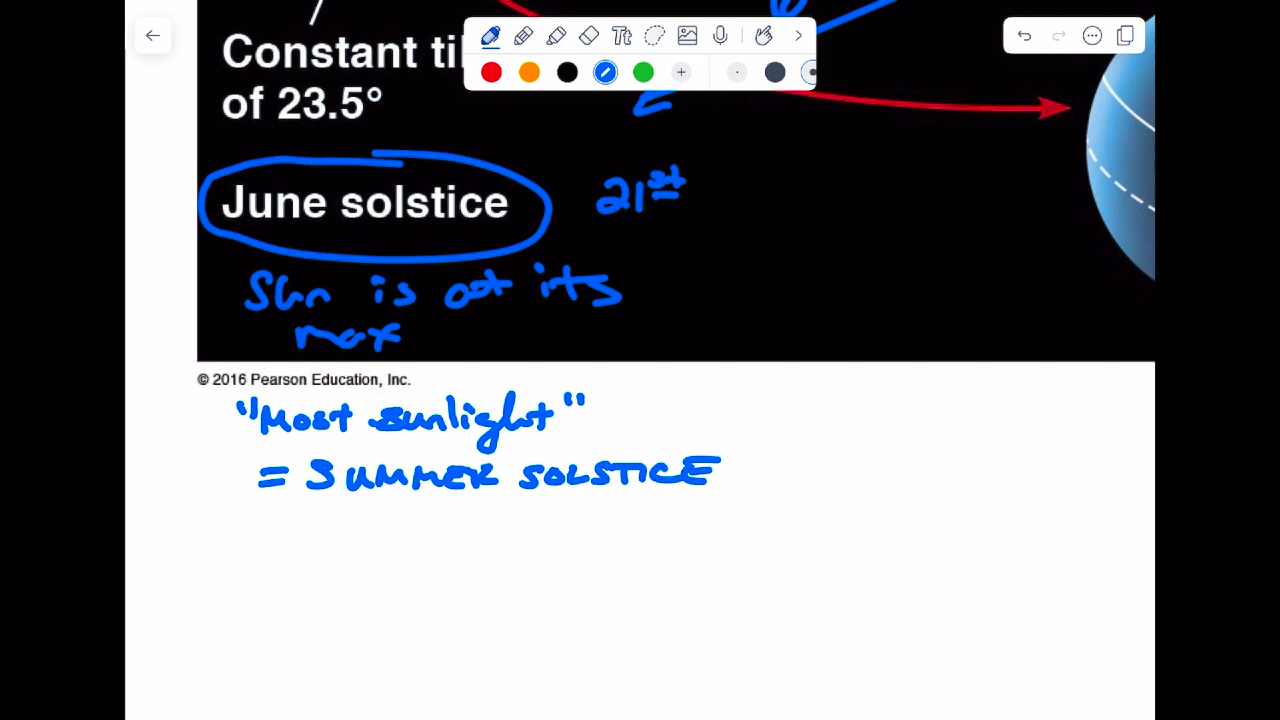 Constant til
of 23.5°
June solstice 21st
Sun is at its
max
© 2016 Pearson Education, Inc.
"Most sunlight"
= SUMMER SOLSTICE